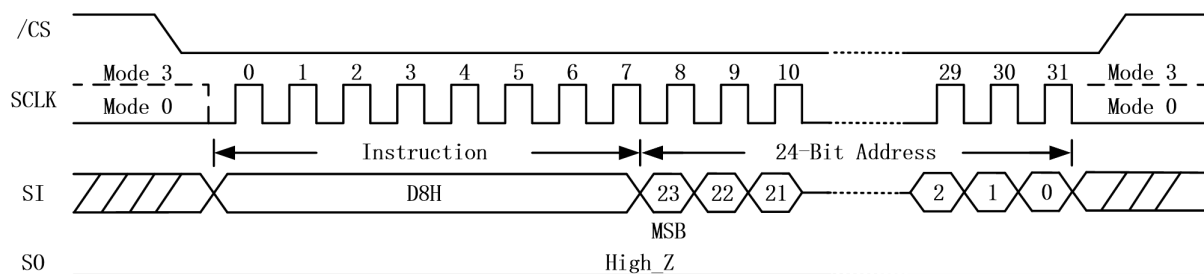 /CS
Mode 3 0 1 2 3 4 5 6 7 8 9 10 29 30 31 Mode 3
SCLK
Mode 0 Mode 0
Instruction 24-Bit Address
SI D8H 23 22 21 2 1 0
MSB
SO High_Z